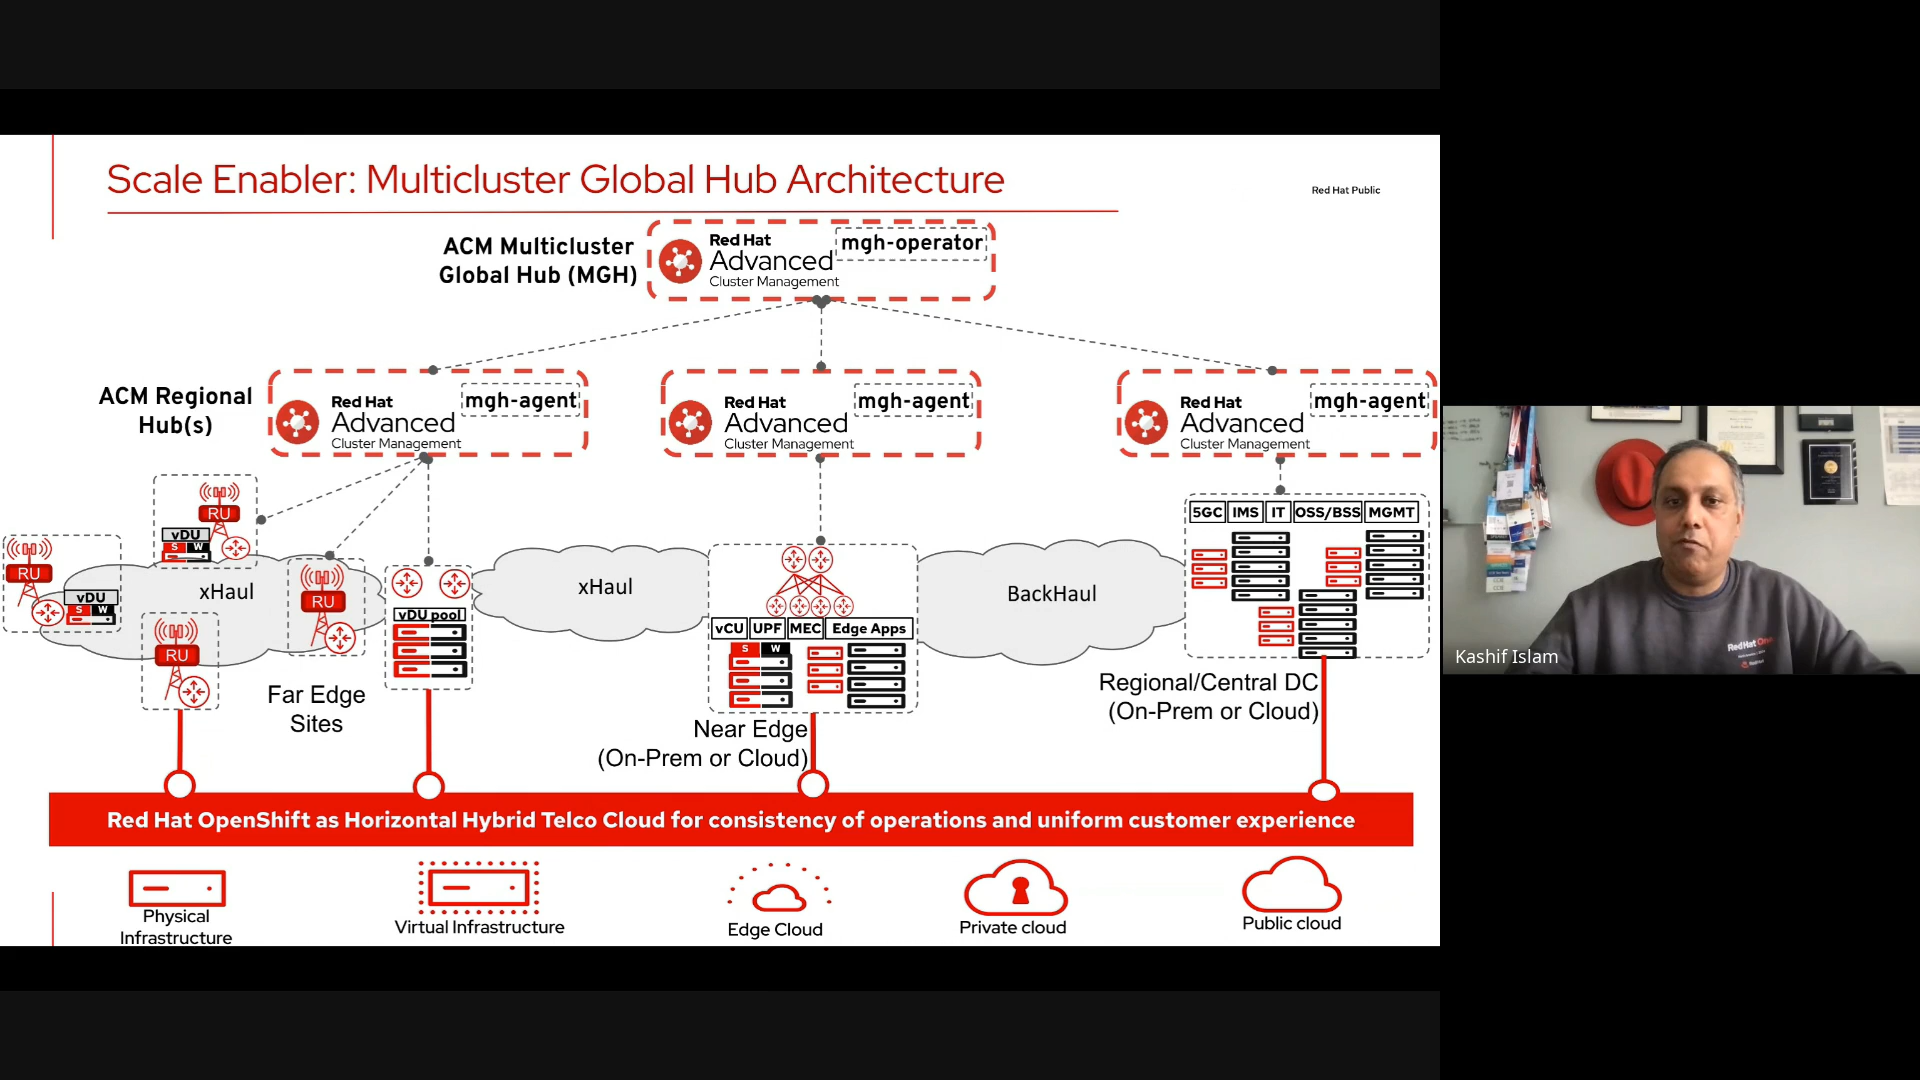 Scale Enabler: Multicluster Global Hub Architecture
Red Hat Public
ACM Multicluster
Global Hub (MGH)
Red Hat
Advanced
Cluster Management
mgh-operator
ACM Regional
Hub(s)
Red Hat
Advanced
Cluster Management
mgh-agent
Red Hat
Advanced
Cluster Management
mgh-agent
Red Hat
Advanced
Cluster Management
mgh-agent
RU
vDU
S W
RU
vDU
S W
xHaul
RU
RU
vDU pool
Far Edge
Sites
xHaul
vCU UPF MEC Edge Apps
S W
Near Edge
(On-Prem or Cloud)
BackHaul
5GC IMS IT OSS/BSS MGMT
Regional/Central DC
(On-Prem or Cloud)
Red Hat OpenShift as Horizontal Hybrid Telco Cloud for consistency of operations and uniform customer experience
Physical
Infrastructure
Virtual Infrastructure
Edge Cloud
Private cloud
Public cloud
Kashif Islam
Red Hat One